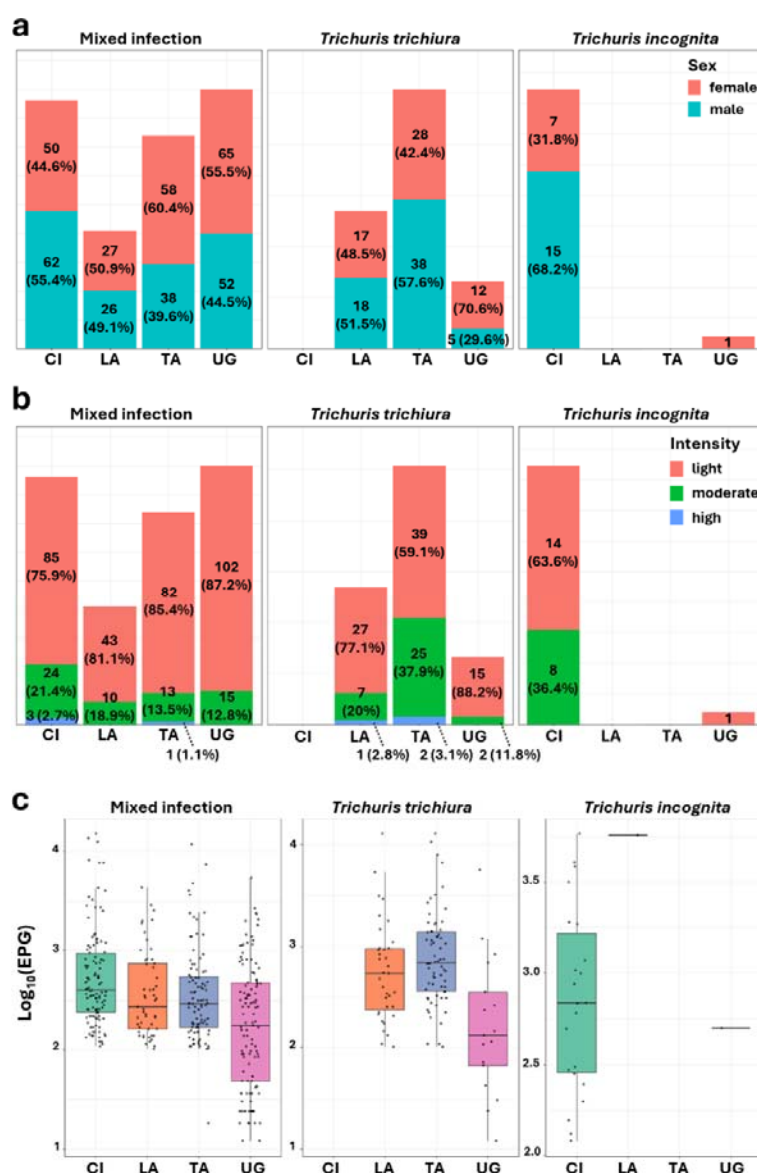 a
Mixed infection
Trichuris trichiura
Trichuris incognita
Sex
female
male
50
(44.6%)
62
(55.4%)
27
(50.9%)
26
(49.1%)
58
(60.4%)
38
(39.6%)
65
(55.5%)
52
(44.5%)
17
(48.5%)
18
(51.5%)
28
(42.4%)
38
(57.6%)
12
(70.6%)
5 (29.6%)
7
(31.8%)
15
(68.2%)
1
CI LA TA UG
CI LA TA UG
CI LA TA UG
b
Mixed infection
Trichuris trichiura
Trichuris incognita
Intensity
light
moderate
high
85
(75.9%)
24
(21.4%)
3 (2.7%)
43
(81.1%)
10
(18.9%)
82
(85.4%)
13
(13.5%)
102
(87.2%)
15
(12.8%)
27
(77.1%)
7
(20%)
39
(59.1%)
25
(37.9%)
15
(88.2%)
14
(63.6%)
8
(36.4%)
1
CI LA TA UG
CI LA TA UG
CI LA TA UG
1 (1.1%)
1 (2.8%)
2 (3.1%)
2 (11.8%)
c
Mixed infection
Trichuris trichiura
Trichuris incognita
Log10(EPG)
4
3
2
1
4
3
2
1
3.5
3.0
2.5
2.0
CI LA TA UG
CI LA TA UG
CI LA TA UG